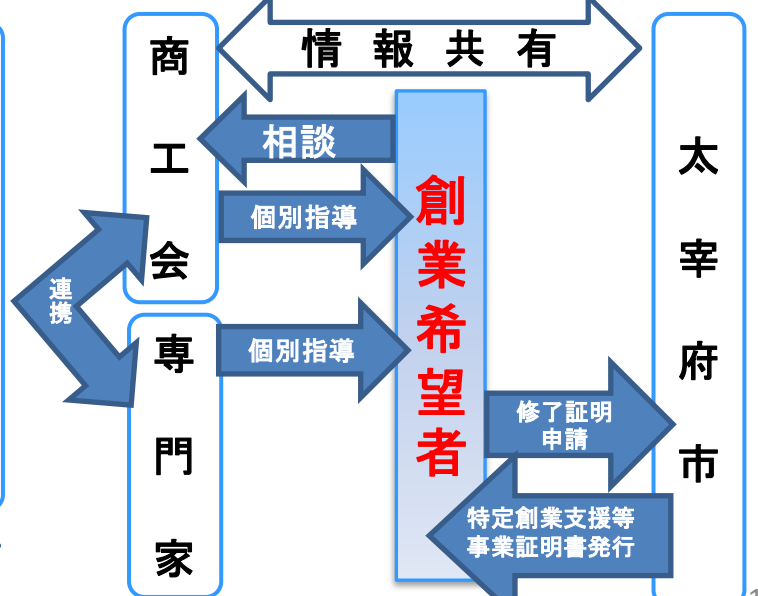 商工会
情報共有
相談
個別指導
連携
専門家
個別指導
創業希望者
太宰府市
修了証明
申請
特定創業支援等
事業証明書発行